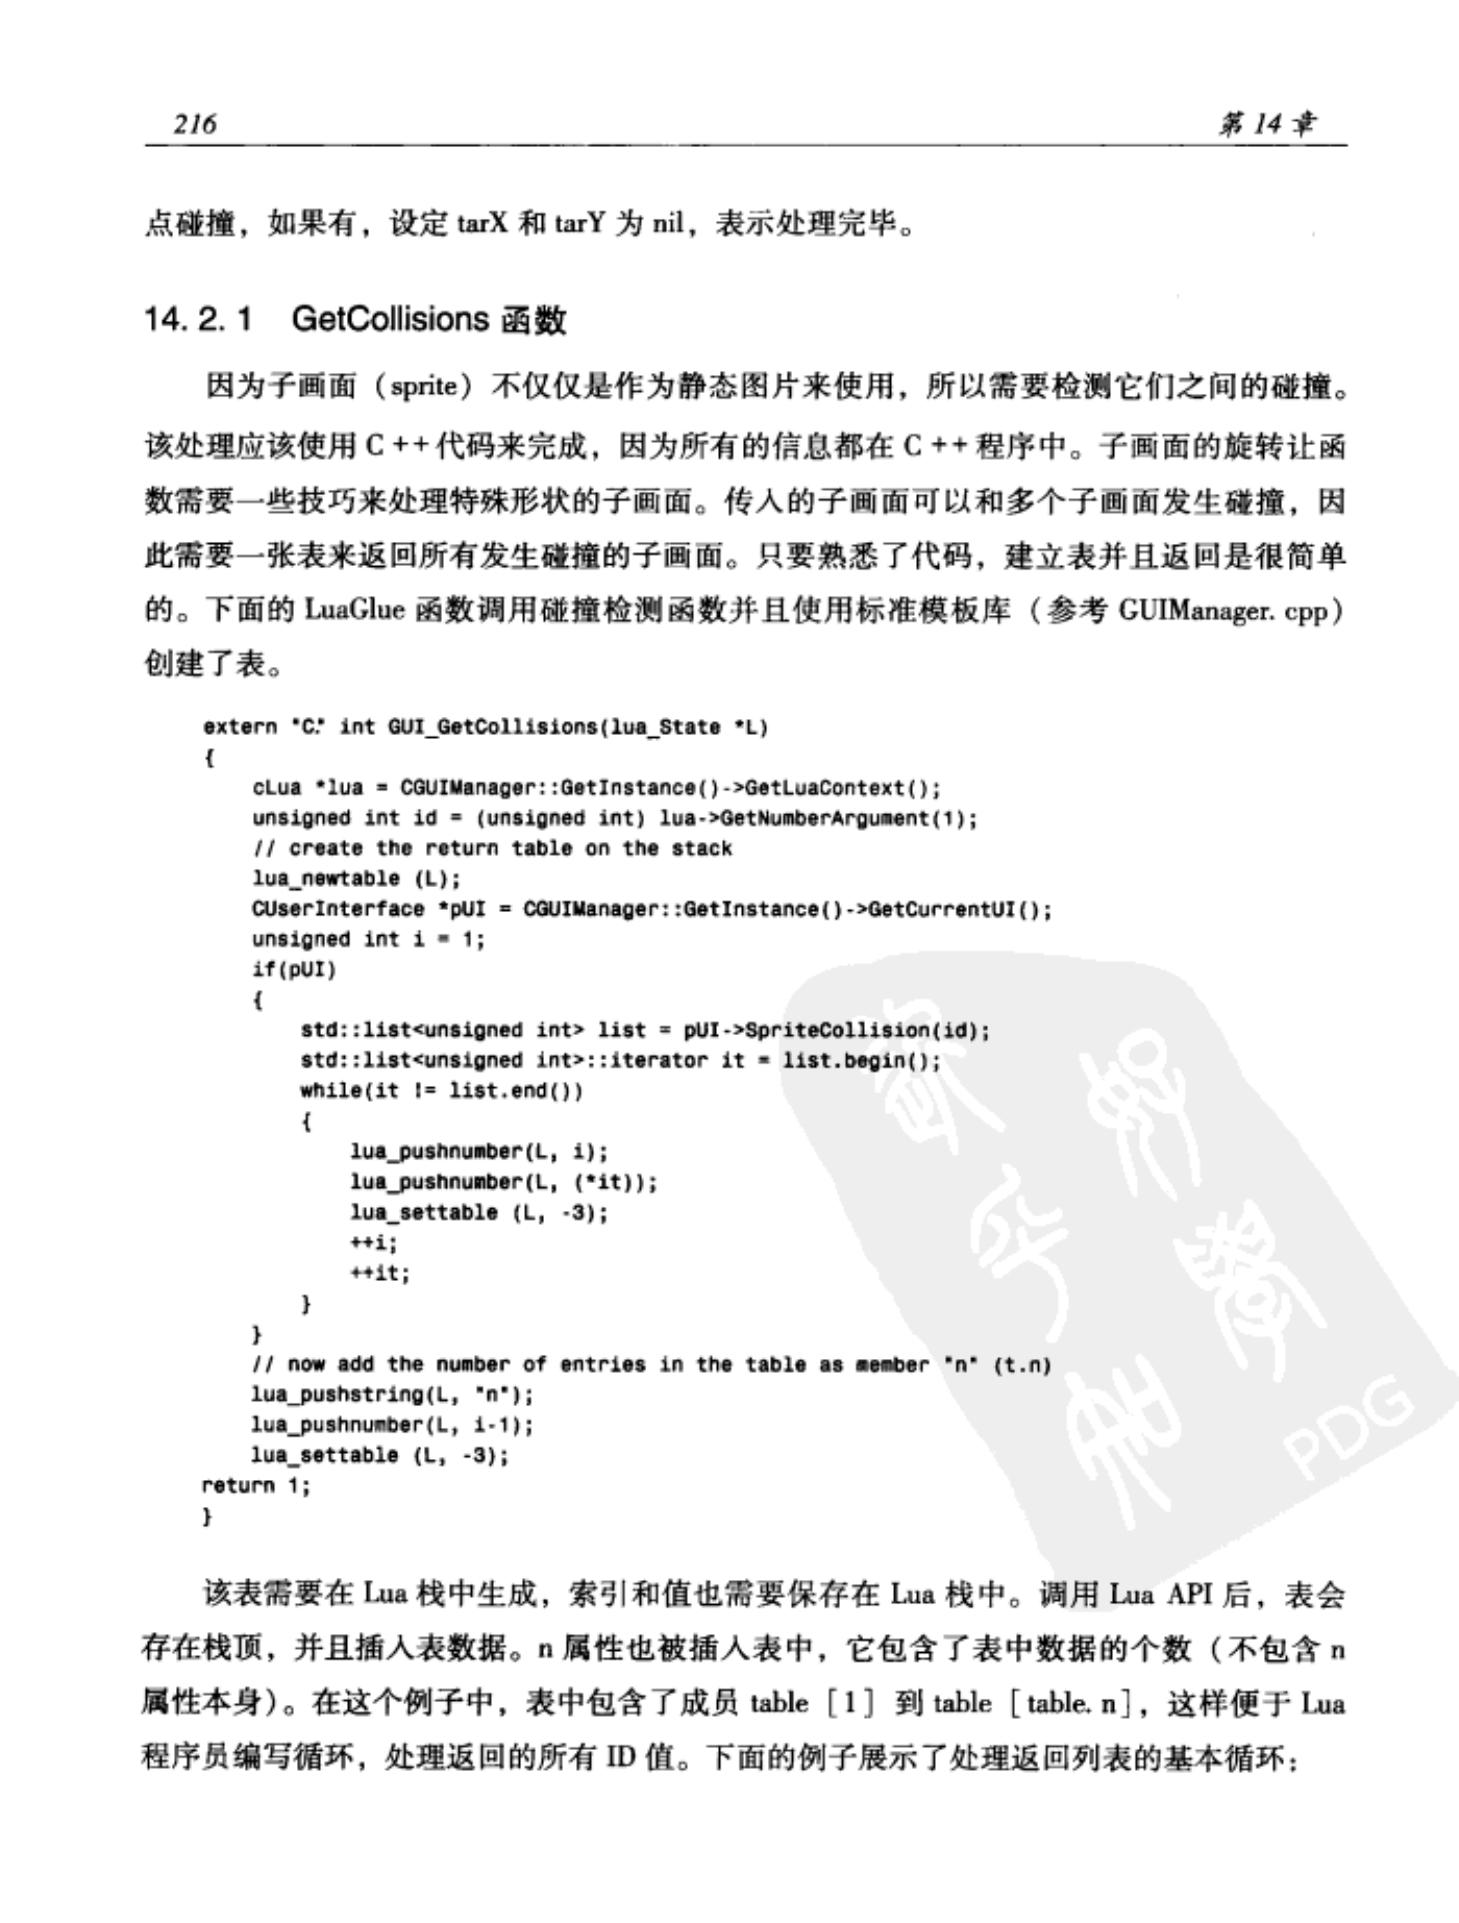 216
第 14 章
点碰撞，如果有，设定 tarX 和 tarY 为 nil，表示处理完毕。
14. 2. 1 GetCollisions 函数
因为子画面（sprite）不仅仅是作为静态图片来使用，所以需要检测它们之间的碰撞。
该处理应该使用 C ++代码来完成，因为所有的信息都在 C ++ 程序中。子画面的旋转让函
数需要一些技巧来处理特殊形状的子画面。传入的子画面可以和多个子画面发生碰撞，因
此需要一张表来返回所有发生碰撞的子画面。只要熟悉了代码，建立表并且返回是很简单
的。下面的 LuaGlue 函数调用碰撞检测函数并且使用标准模板库（参考 GUIManager. cpp）
创建了表。
extern "C" int GUI_GetCollisions(lua_State *L)
{
cLua *lua = CGUIManager::GetInstance()->GetLuaContext();
unsigned int id = (unsigned int) lua->GetNumberArgument(1);
// create the return table on the stack
lua_newtable (L);
CUserInterface *pUI = CGUIManager::GetInstance()->GetCurrentUI();
unsigned int i = 1;
if(pUI)
{
std::list<unsigned int> list = pUI->SpriteCollision(id);
std::list<unsigned int>::iterator it = list.begin();
while(it != list.end())
{
lua_pushnumber(L, i);
lua_pushnumber(L, (*it));
lua_settable (L, -3);
++i;
++it;
}
}
// now add the number of entries in the table as member "n" (t.n)
lua_pushstring(L, "n");
lua_pushnumber(L, i-1);
lua_settable (L, -3);
return 1;
}
PDG
该表需要在 Lua 栈中生成，索引和值也需要保存在 Lua 栈中。调用 Lua API 后，表会
存在栈顶，并且插入表数据。n 属性也被插入表中，它包含了表中数据的个数（不包含 n
属性本身）。在这个例子中，表中包含了成员 table［1］到 table［table. n］，这样便于 Lua
程序员编写循环，处理返回的所有 ID 值。下面的例子展示了处理返回列表的基本循环：